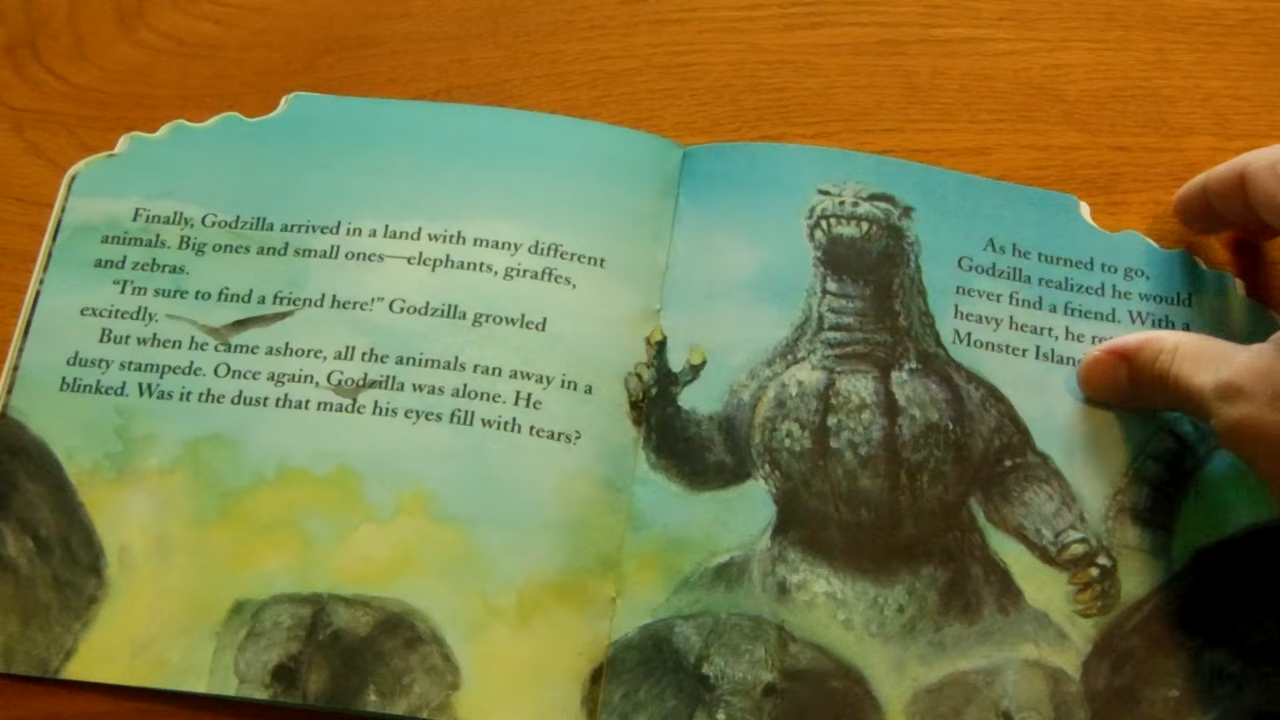 Finally, Godzilla arrived in a land with many different
animals. Big ones and small ones—elephants, giraffes,
and zebras.
"I'm sure to find a friend here!" Godzilla growled
excitedly.
But when he came ashore, all the animals ran away in a
dusty stampede. Once again, Godzilla was alone. He
blinked. Was it the dust that made his eyes fill with tears?
As he turned to go,
Godzilla realized he would
never find a friend. With a
heavy heart, he
Monster